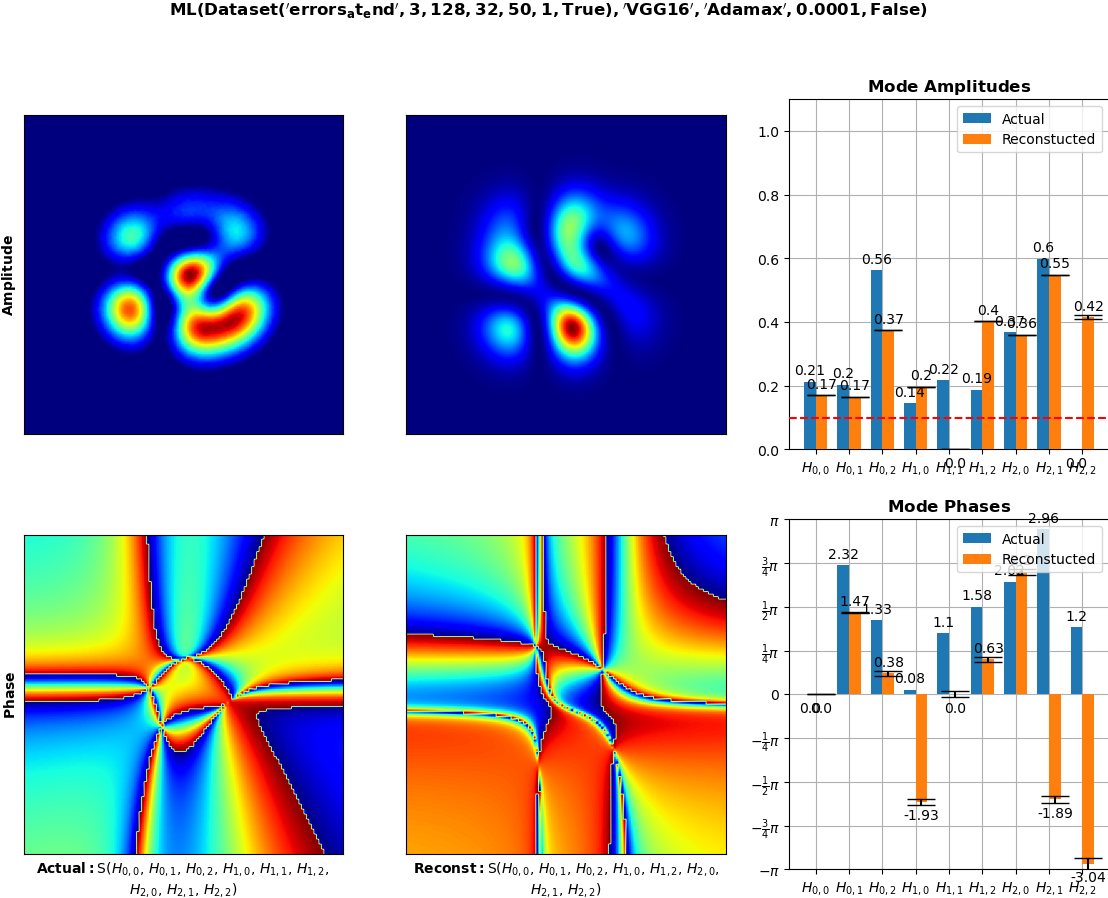 ML(Dataset('errors_at_end', 3, 128, 32, 50, 1, True), 'VGG16', 'Adamax', 0.0001, False)
Amplitude
Mode Amplitudes
Actual
Reconstucted
1.0
0.8
0.6
0.4
0.2
0.0
0.21
0.17
0.2
0.17
0.56
0.37
0.14
0.2
0.22
0.0
0.19
0.4
0.37
0.36
0.6
0.55
0.0
0.42
H0,0 H0,1 H0,2 H1,0 H1,1 H1,2 H2,0 H2,1 H2,2
Phase
Mode Phases
Actual
Reconstucted
π
3/4π
1/2π
1/4π
0
−1/4π
−1/2π
−3/4π
−π
0.0
0.0
2.32
1.47
1.33
0.38
0.08
-1.93
1.1
0.0
1.58
0.63
2.96
-1.89
1.2
-3.04
H0,0 H0,1 H0,2 H1,0 H1,1 H1,2 H2,0 H2,1 H2,2
Actual: S(H0,0, H0,1, H0,2, H1,0, H1,1, H1,2,
H2,0, H2,1, H2,2)
Reconst: S(H0,0, H0,1, H0,2, H1,0, H1,2, H2,0,
H2,1, H2,2)